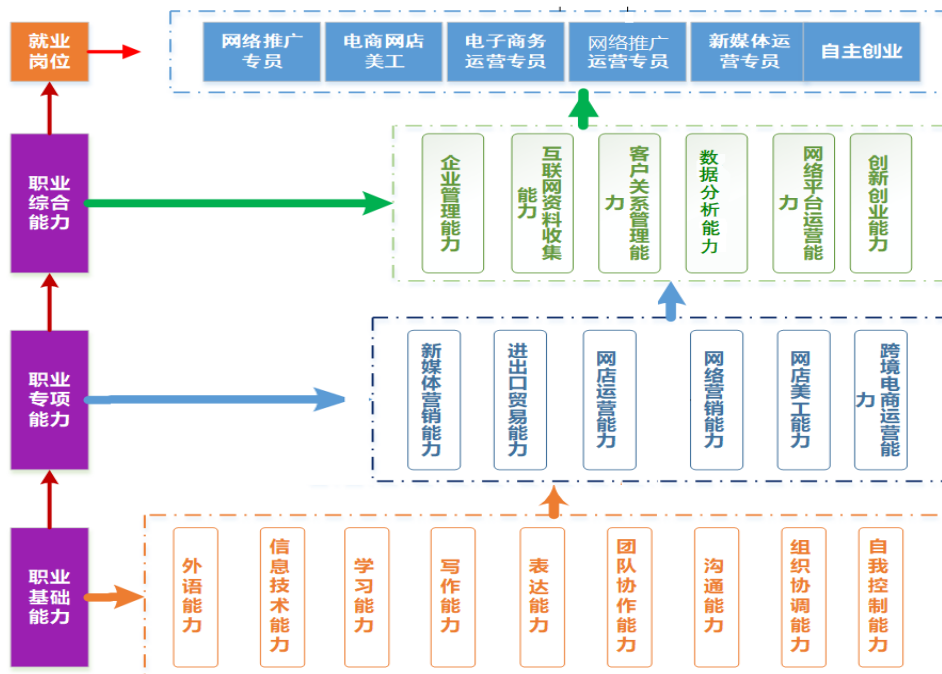 就业
岗位
网络推广
专员
电商网店
美工
电子商务
运营专员
网络推广
运营专员
新媒体运
营专员
自主创业
职业
综合
能力
企业管理能力
互联网资料收集
能力
客户关系管理能
力
数据分析能力
网络平台运营能
力
创新创业能力
职业
专项
能力
新媒体营销能力
进出口贸易能力
网店运营能力
网络营销能力
网店美工能力
跨境电商运营能
力
职业
基础
能力
外语能力
信息技术能力
学习能力
写作能力
表达能力
团队协作能力
沟通能力
组织协调能力
自我控制能力